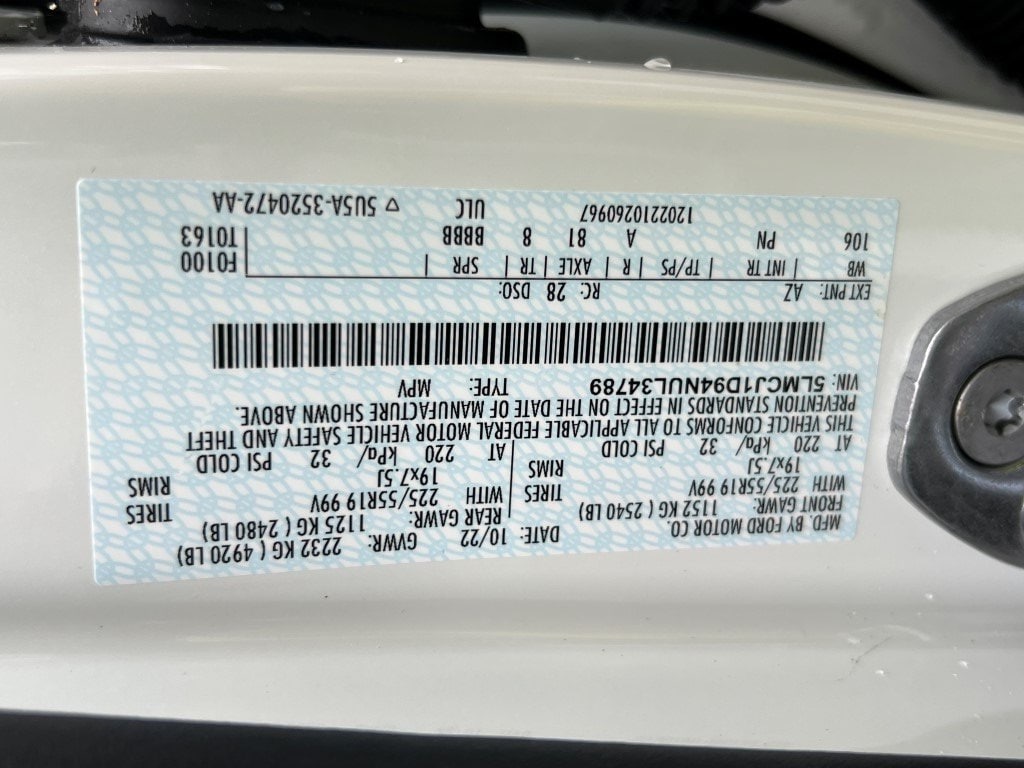 MFD. BY FORD MOTOR CO.
DATE: 10/22 GVWR: 2232 KG ( 4920 LB)
FRONT GAWR: 1152 KG ( 2540 LB) REAR GAWR: 1125 KG ( 2480 LB)
WITH 225/55R19 99V TIRES WITH 225/55R19 99V TIRES
19x7.5J RIMS 19x7.5J RIMS
AT 220 kPa/ 32 PSI COLD AT 220 kPa/ 32 PSI COLD
THIS VEHICLE CONFORMS TO ALL APPLICABLE FEDERAL MOTOR VEHICLE SAFETY AND THEFT
PREVENTION STANDARDS IN EFFECT ON THE DATE OF MANUFACTURE SHOWN ABOVE.
VIN: 5LMCJ1D94NUL34789 TYPE: MPV
EXT PNT: AZ RC: 28 DSO:
WB | INT TR | TP/PS | R | AXLE | TR | SPR | F0100
106 PN A 81 8 BBBB T0163
1202210260967 ULC ▽ 5U5A-3520472-AA